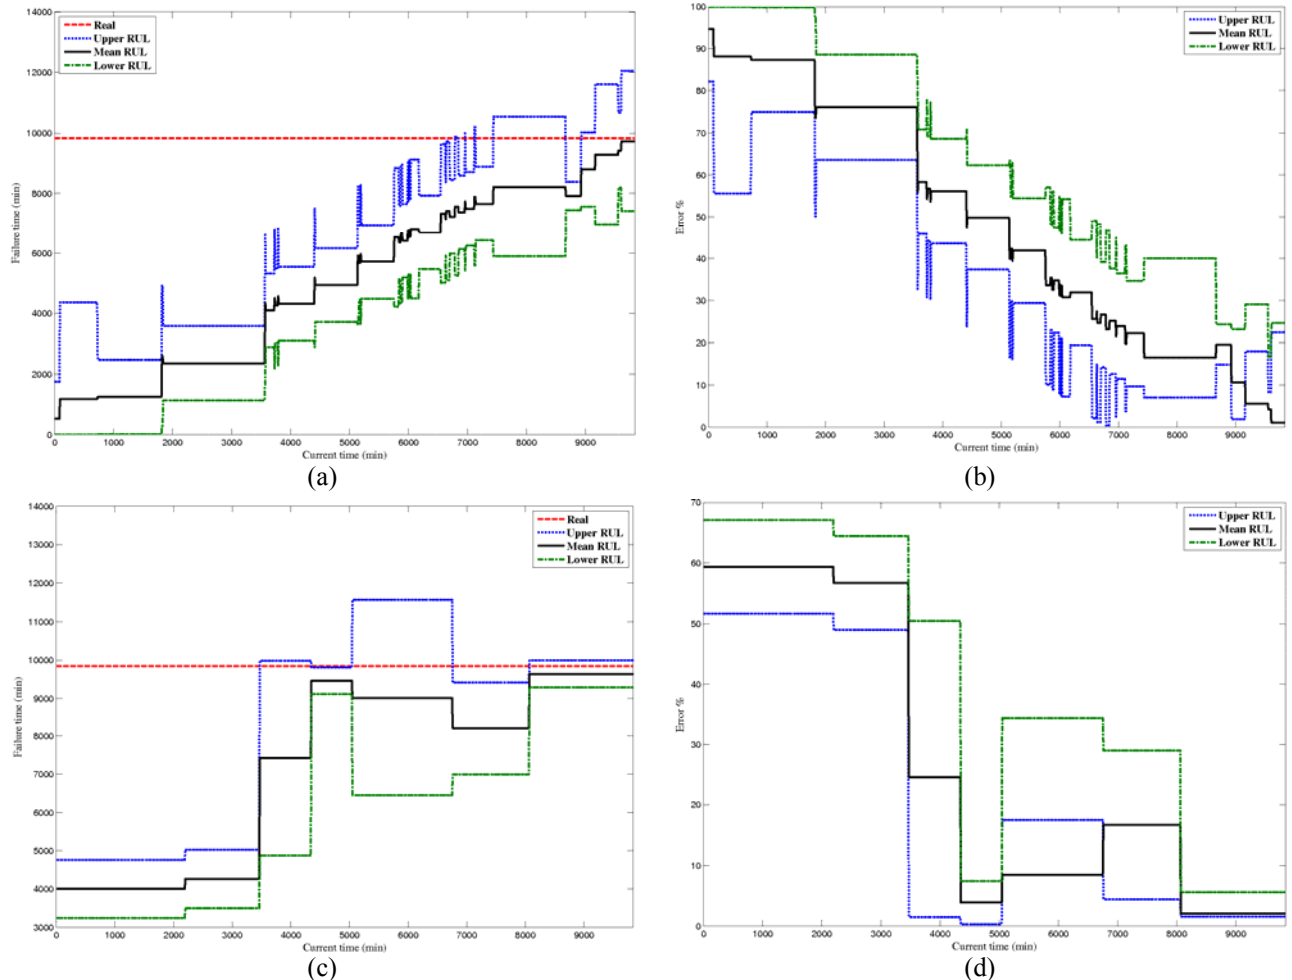 14000
12000
10000
8000
6000
4000
2000
0
Failure time (min)
Real
Upper RUL
Mean RUL
Lower RUL
0 1000 2000 3000 4000 5000 6000 7000 8000 9000
Current time (min)
(a)
100
90
80
70
60
50
40
30
20
10
0
Error %
Upper RUL
Mean RUL
Lower RUL
0 1000 2000 3000 4000 5000 6000 7000 8000 9000
Current time (min)
(b)
14000
13000
12000
11000
10000
9000
8000
7000
6000
5000
4000
3000
Failure time (min)
Real
Upper RUL
Mean RUL
Lower RUL
0 1000 2000 3000 4000 5000 6000 7000 8000 9000
Current time (min)
(c)
70
60
50
40
30
20
10
0
Error %
Upper RUL
Mean RUL
Lower RUL
0 1000 2000 3000 4000 5000 6000 7000 8000 9000
Current time (min)
(d)